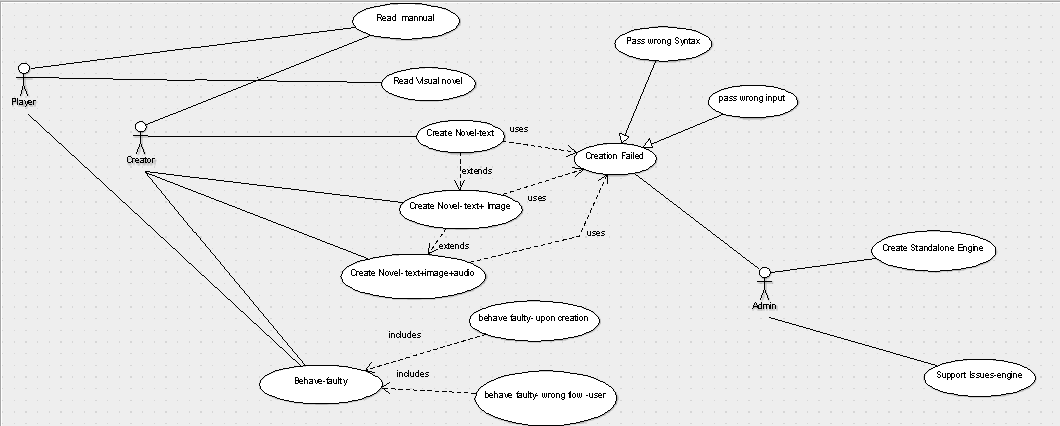 Read mannual
Pass wrong Syntax
Player
Read Visual novel
pass wrong input
Creator
Create Novel-text
uses
Creation Failed
extends
Create Novel- text+ Image
uses
uses
extends
Create Novel- text+image+audio
Create Standalone Engine
Admin
behave faulty- upon creation
includes
Behave-faulty
includes
behave faulty- wrong flow -user
Support Issues-engine